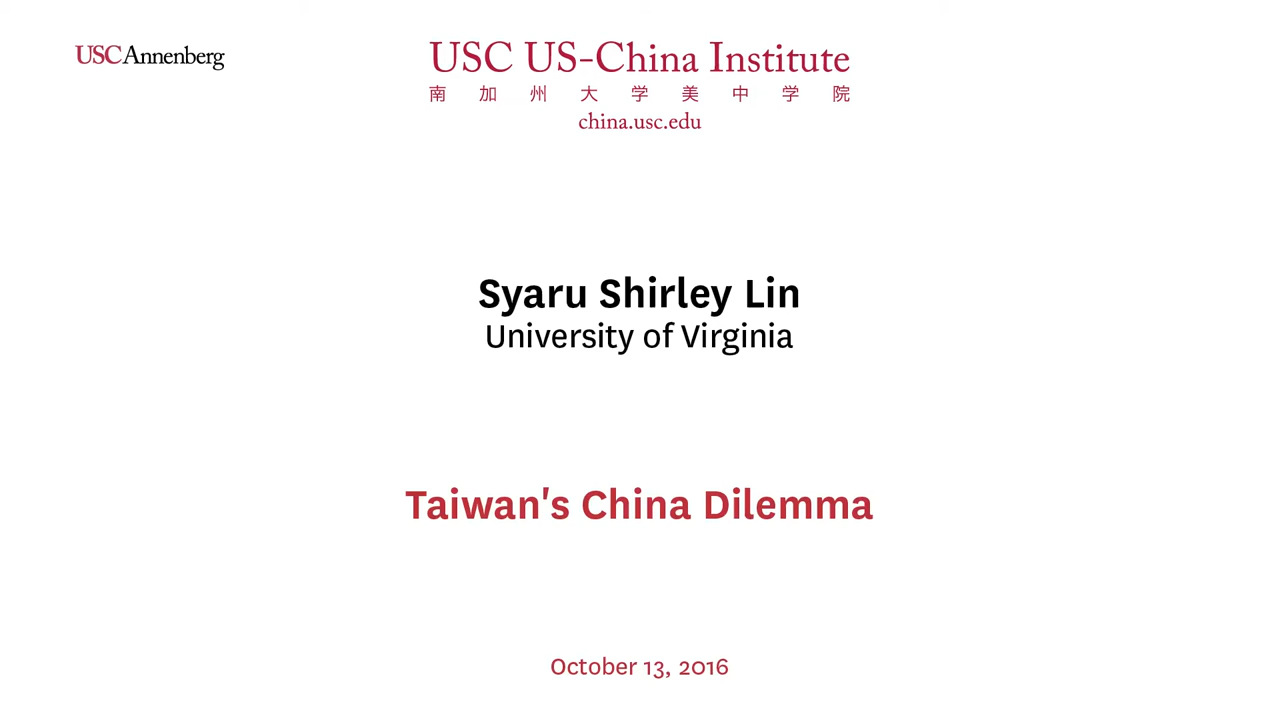 USC Annenberg
USC US-China Institute
南加州大学美中学院
china.usc.edu
Syaru Shirley Lin
University of Virginia
Taiwan's China Dilemma
October 13, 2016